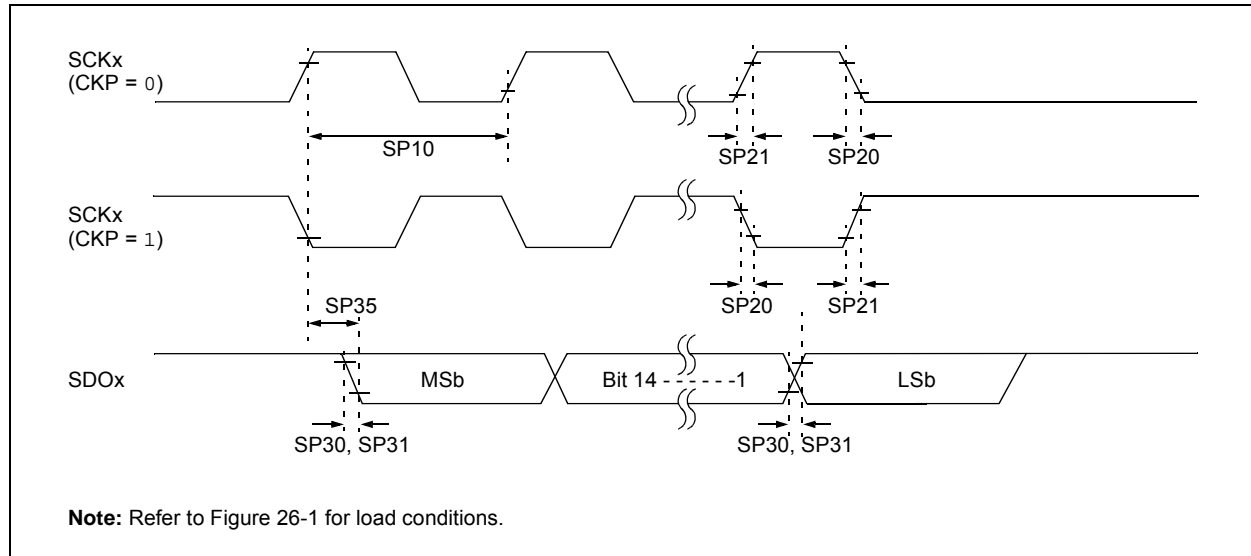 SCKx
(CKP = 0)
SP10
SP21
SP20
SCKx
(CKP = 1)
SP35
SP20
SP21
SDOx
MSb
Bit 14 - - - - - -1
LSb
SP30, SP31
SP30, SP31
Note: Refer to Figure 26-1 for load conditions.